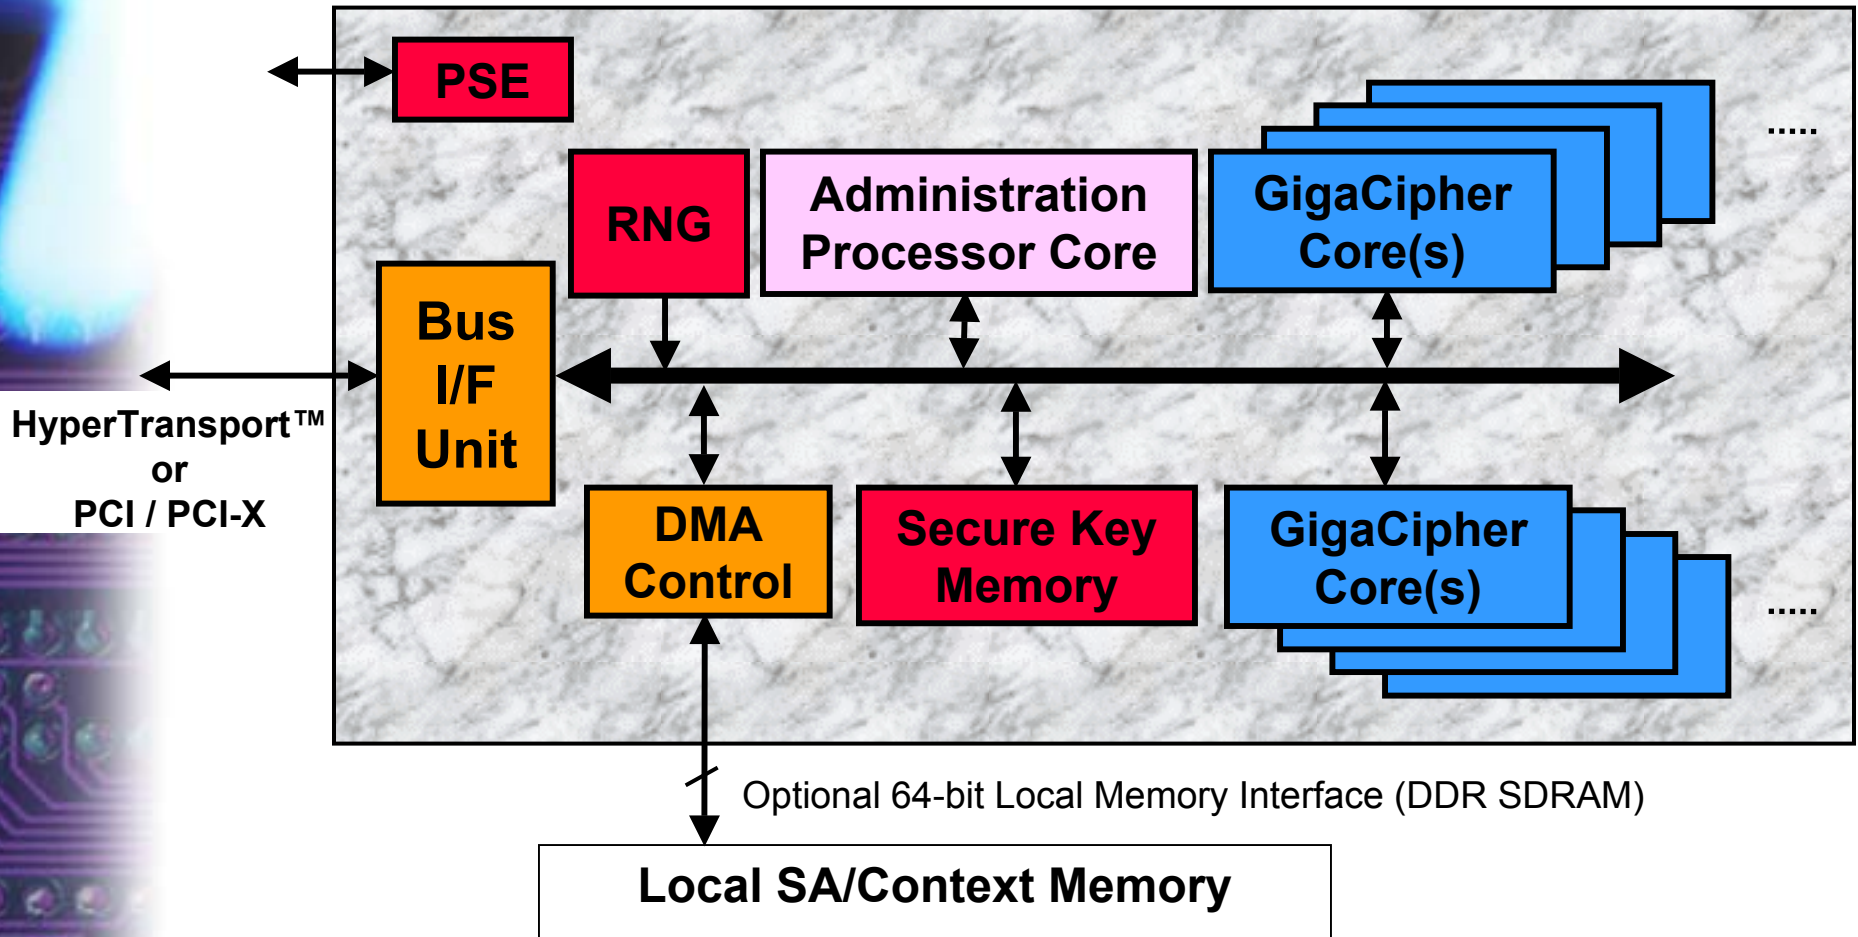 PSE
RNG
Administration
Processor Core
GigaCipher
Core(s)
.....
Bus
I/F
Unit
HyperTransport™
or
PCI / PCI-X
DMA
Control
Secure Key
Memory
GigaCipher
Core(s)
.....
Optional 64-bit Local Memory Interface (DDR SDRAM)
Local SA/Context Memory